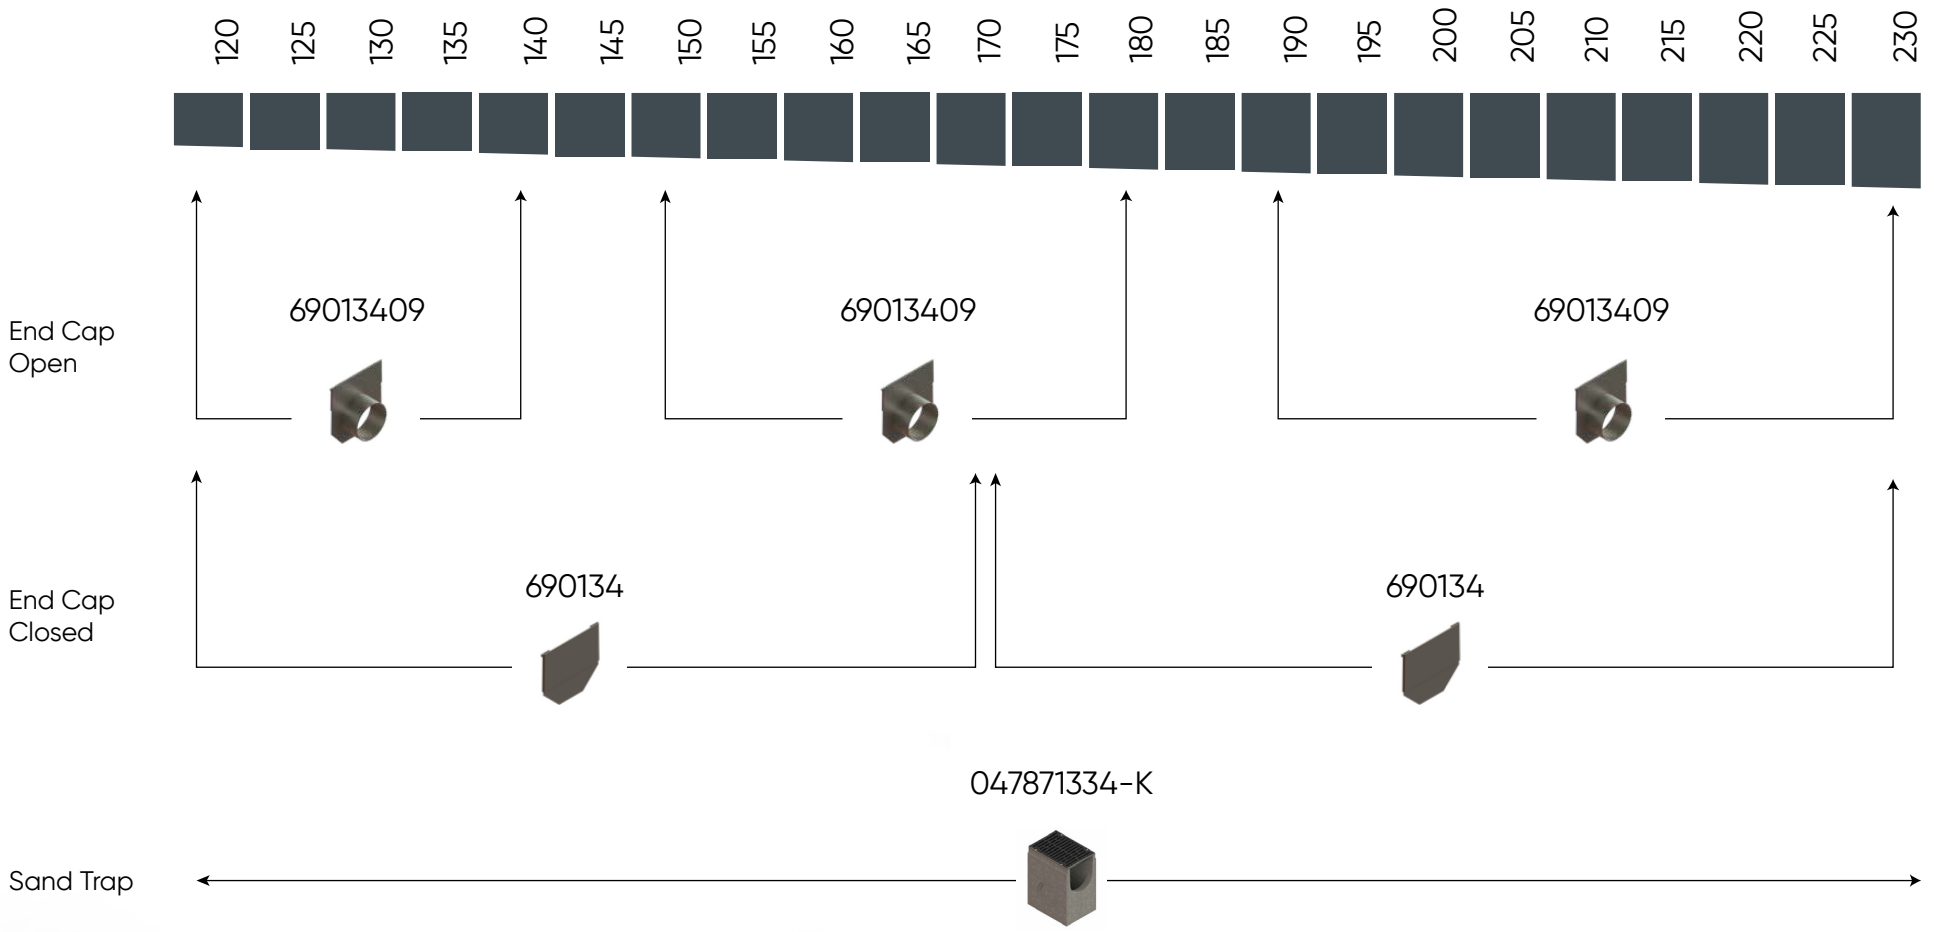 120 125 130 135 140 145 150 155 160 165 170 175 180 185 190 195 200 205 210 215 220 225 230
69013409 69013409 69013409
End Cap
Open
690134 690134
End Cap
Closed
047871334-K
Sand Trap